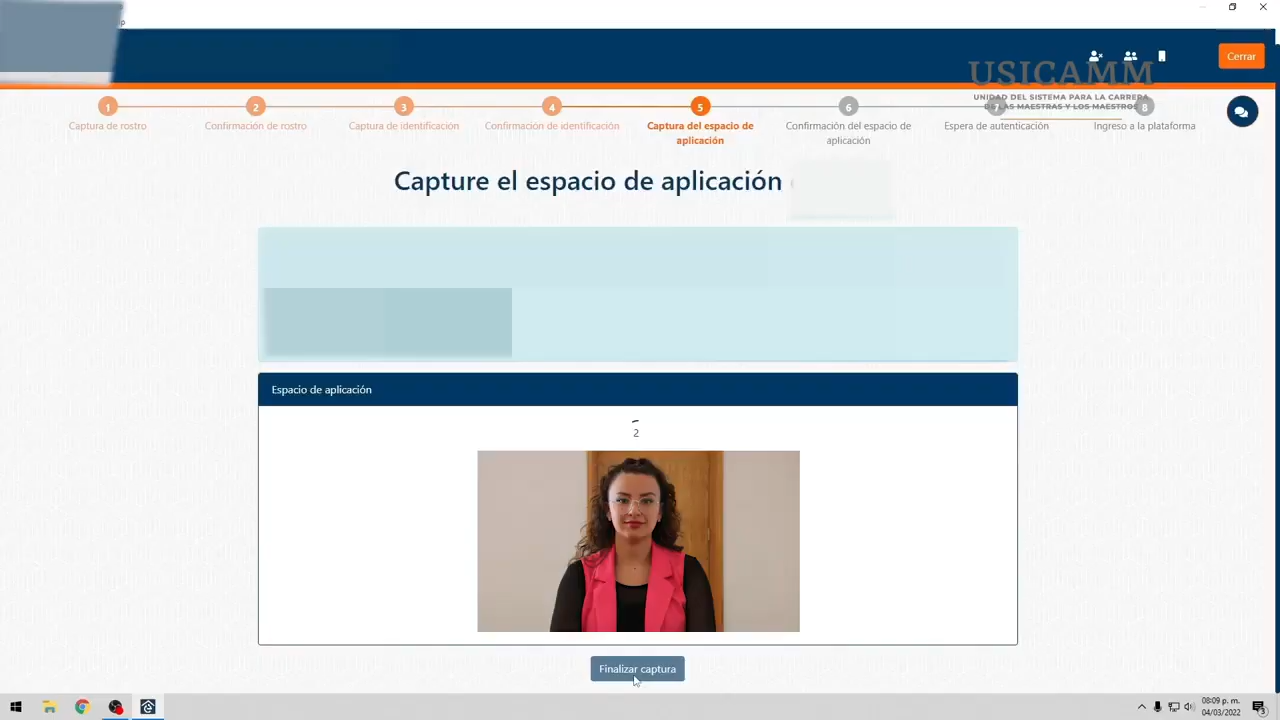 Cerrar
USICAMM
UNIDAD DEL SISTEMA PARA LA CARRERA
DE LAS MAESTRAS Y LOS MAESTROS
1
2
3
4
5
6
7
8
Captura de rostro
Confirmación de rostro
Captura de identificación
Confirmación de identificación
Captura del espacio de
aplicación
Confirmación del espacio de
aplicación
Espera de autenticación
Ingreso a la plataforma
Capture el espacio de aplicación
Espacio de aplicación
2
Finalizar captura
08:09 p. m.
04/03/2022
3